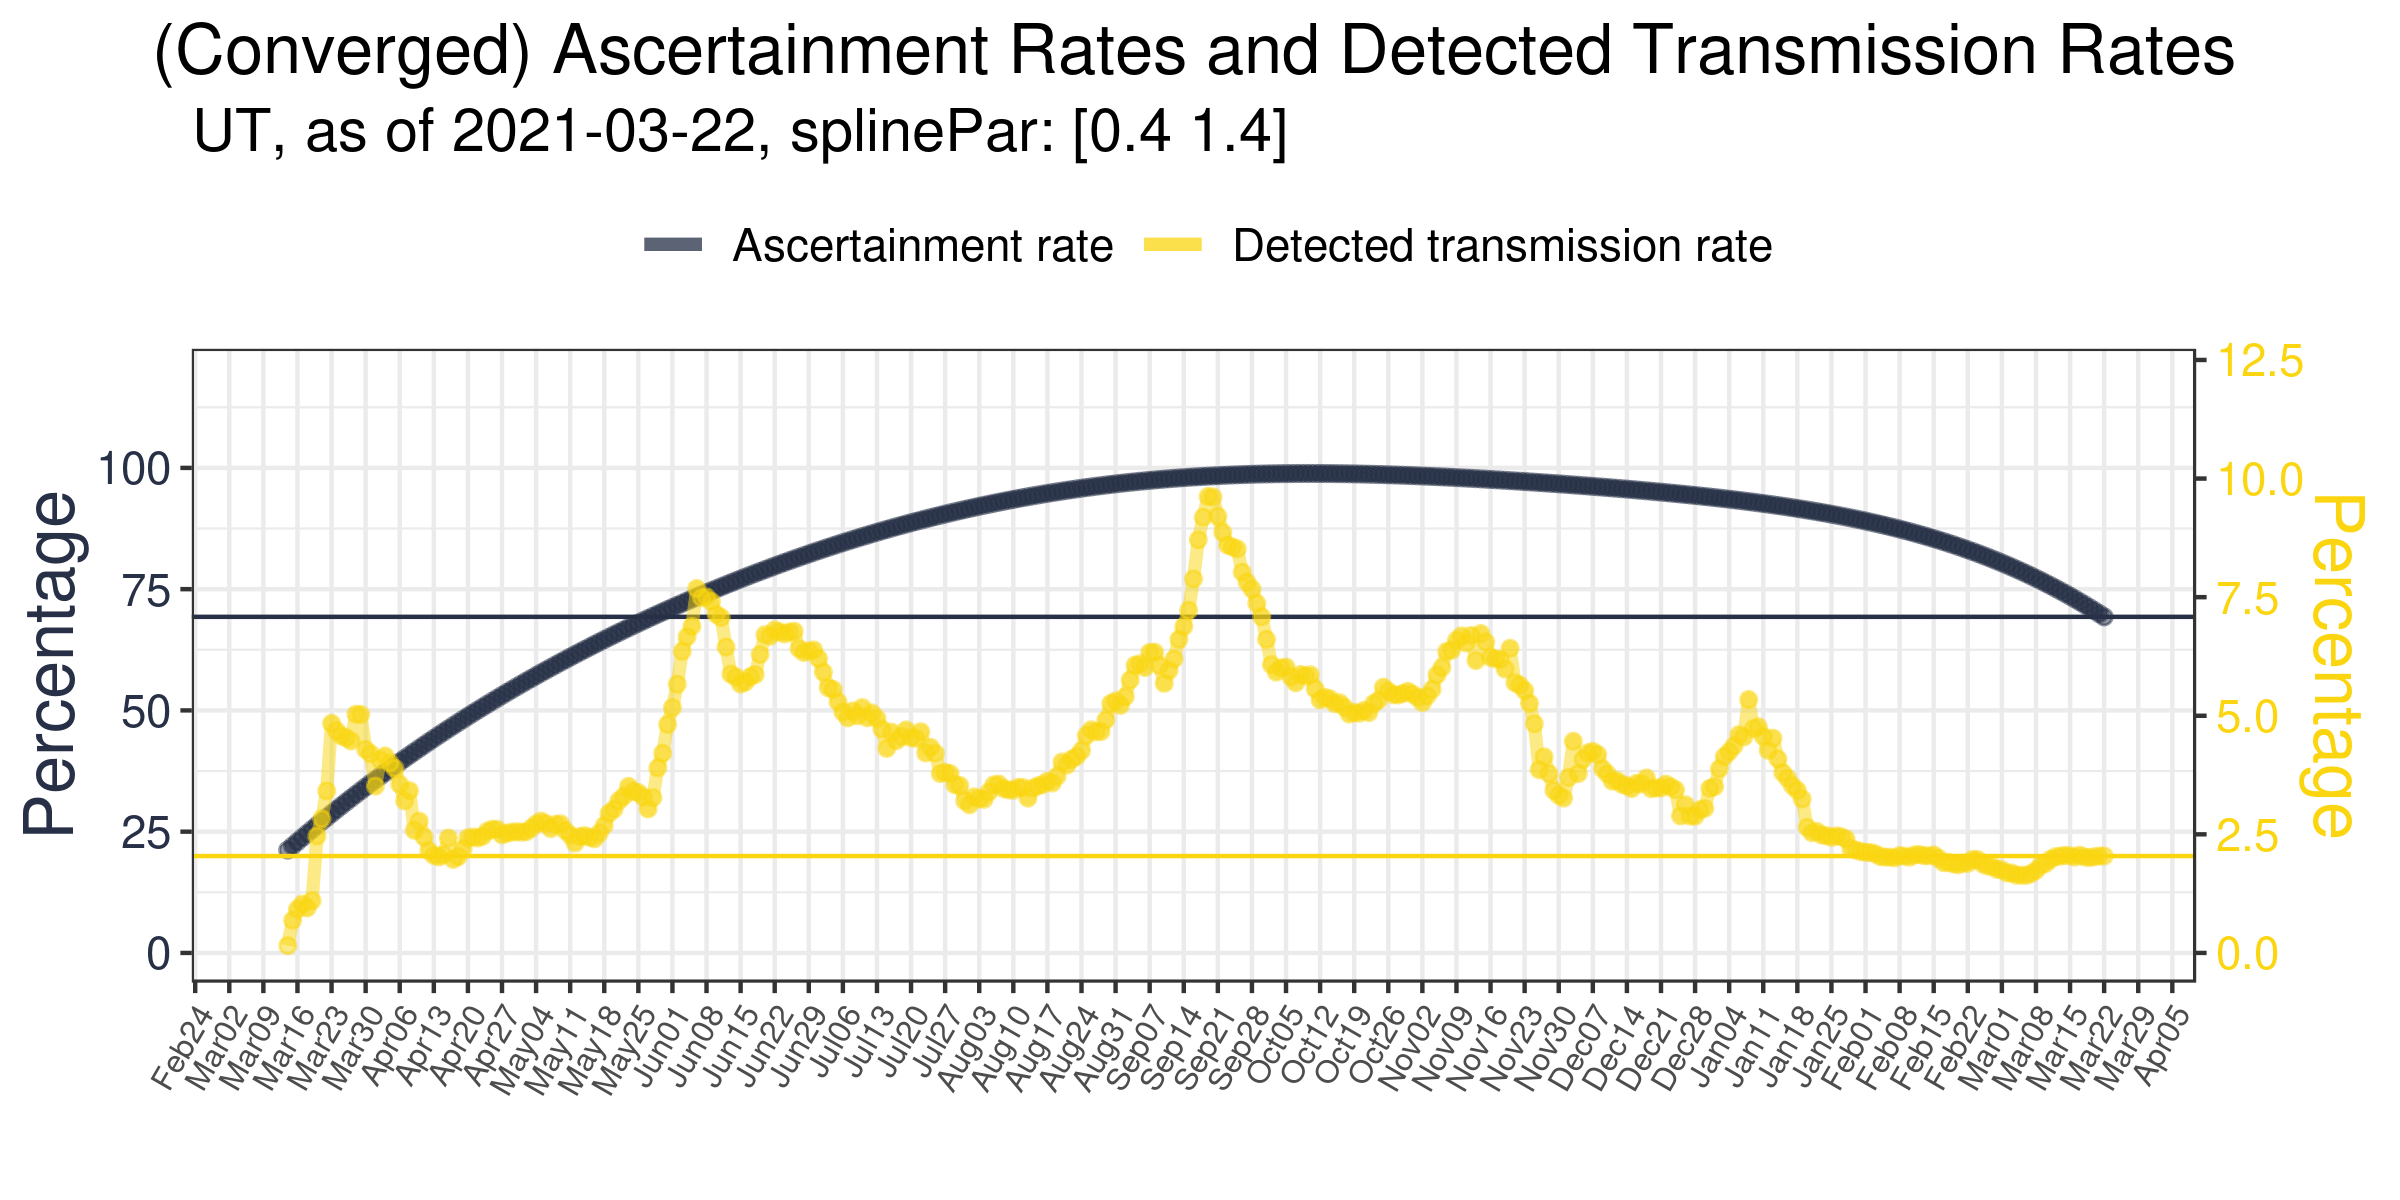 (Converged) Ascertainment Rates and Detected Transmission Rates
UT, as of 2021-03-22, splinePar: [0.4 1.4]
Ascertainment rate
Detected transmission rate
Percentage
100
75
50
25
0
12.5
10.0
7.5
5.0
2.5
0.0
Percentage
Feb24
Mar02
Mar09
Mar16
Mar23
Mar30
Apr06
Apr13
Apr20
Apr27
May04
May11
May18
May25
Jun01
Jun08
Jun15
Jun22
Jun29
Jul06
Jul13
Jul20
Jul27
Aug03
Aug10
Aug17
Aug24
Aug31
Sep07
Sep14
Sep21
Sep28
Oct05
Oct12
Oct19
Oct26
Nov02
Nov09
Nov16
Nov23
Nov30
Dec07
Dec14
Dec21
Dec28
Jan04
Jan11
Jan18
Jan25
Feb01
Feb08
Feb15
Feb22
Mar01
Mar08
Mar15
Mar22
Mar29
Apr05